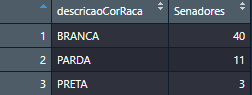 descricaoCorRaca Senadores
1 BRANCA 40
2 PARDA 11
3 PRETA 3